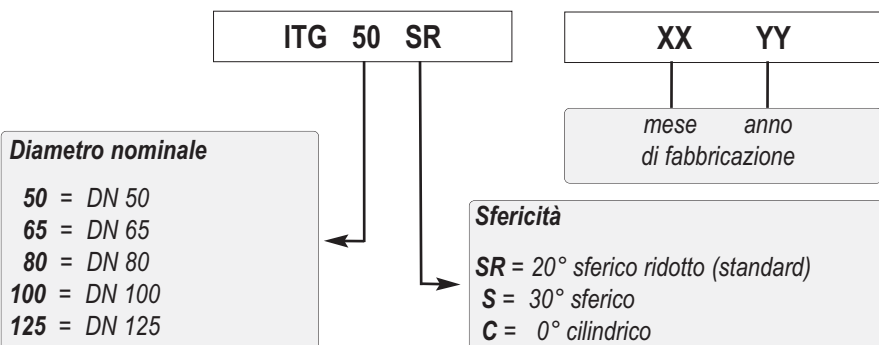 ITG 50 SR
XX YY
mese anno
di fabbricazione
Diametro nominale
50 = DN 50
65 = DN 65
80 = DN 80
100 = DN 100
125 = DN 125
Sfericità
SR = 20° sferico ridotto (standard)
S = 30° sferico
C = 0° cilindrico